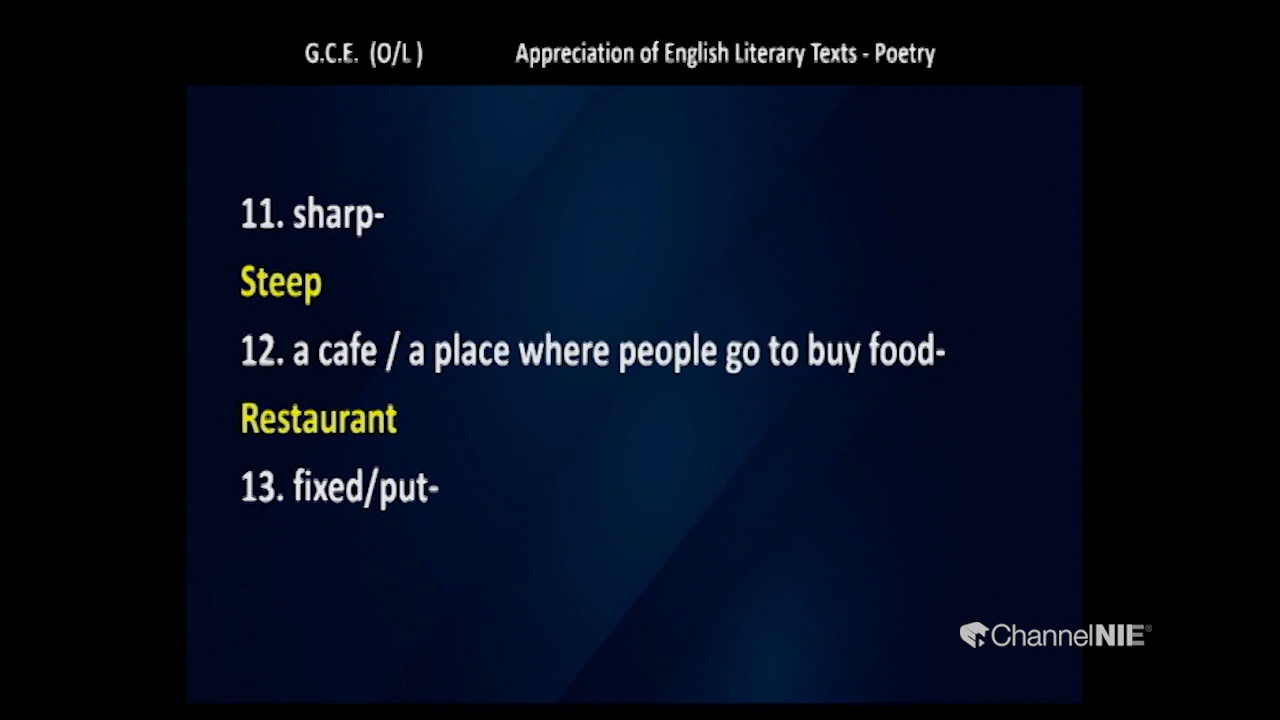 G.C.E. (O/L ) Appreciation of English Literary Texts - Poetry
11. sharp-
Steep
12. a cafe / a place where people go to buy food-
Restaurant
13. fixed/put-
ChannelNIE®